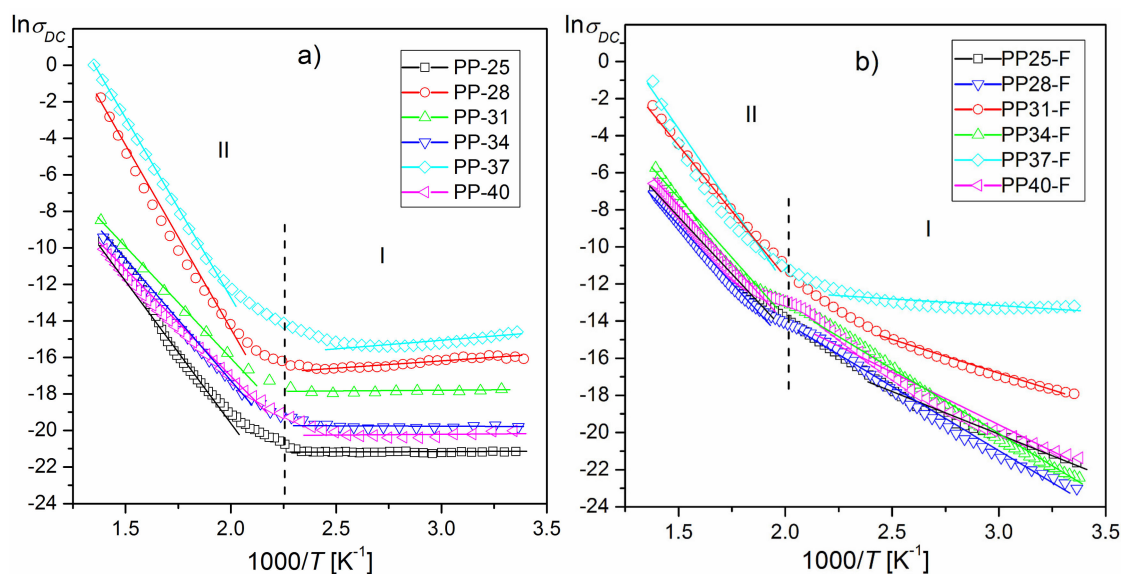 lnσDC
a)
PP-25
PP-28
PP-31
PP-34
PP-37
PP-40
II
I
0
-2
-4
-6
-8
-10
-12
-14
-16
-18
-20
-22
-24
1.5 2.0 2.5 3.0 3.5
1000/T [K-1]
lnσDC
b)
PP25-F
PP28-F
PP31-F
PP34-F
PP37-F
PP40-F
II
I
2
0
-2
-4
-6
-8
-10
-12
-14
-16
-18
-20
-22
-24
1.5 2.0 2.5 3.0 3.5
1000/T [K-1]